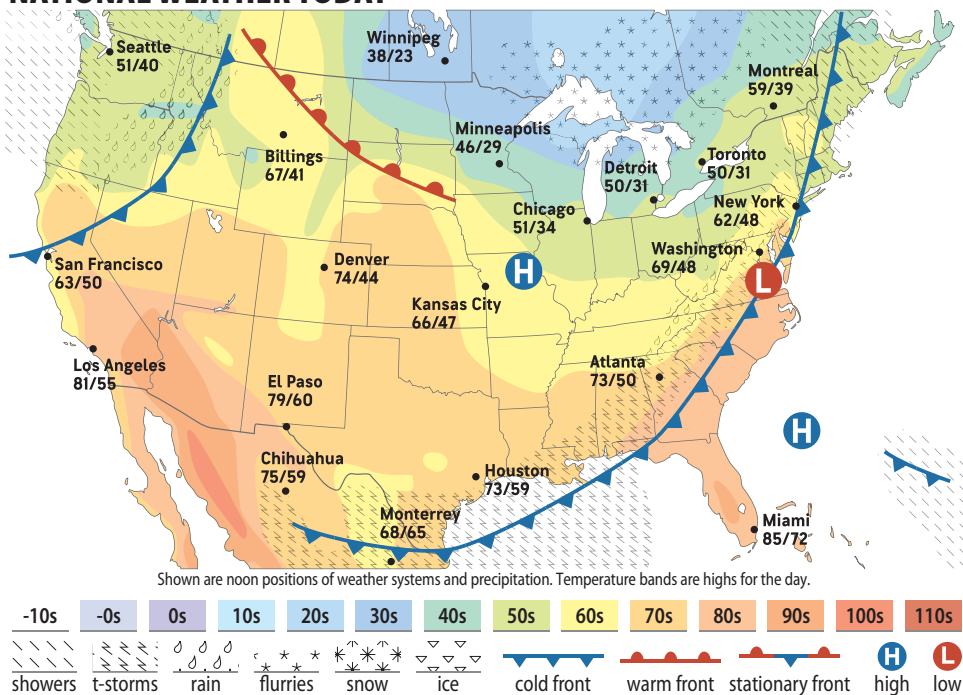 NATIONAL WEATHER TODAY
Seattle
51/40
Winnipeg
38/23
Montreal
59/39
Billings
67/41
Minneapolis
46/29
Detroit
50/31
Toronto
50/31
Chicago
51/34
New York
62/48
Washington
69/48
San Francisco
63/50
Denver
74/44
H
L
Kansas City
66/47
Los Angeles
81/55
El Paso
79/60
Atlanta
73/50
H
Chihuahua
75/59
Houston
73/59
Monterrey
68/65
Miami
85/72
Shown are noon positions of weather systems and precipitation. Temperature bands are highs for the day.
-10s -0s 0s 10s 20s 30s 40s 50s 60s 70s 80s 90s 100s 110s
H L
showers t-storms rain flurries snow ice cold front warm front stationary front high low